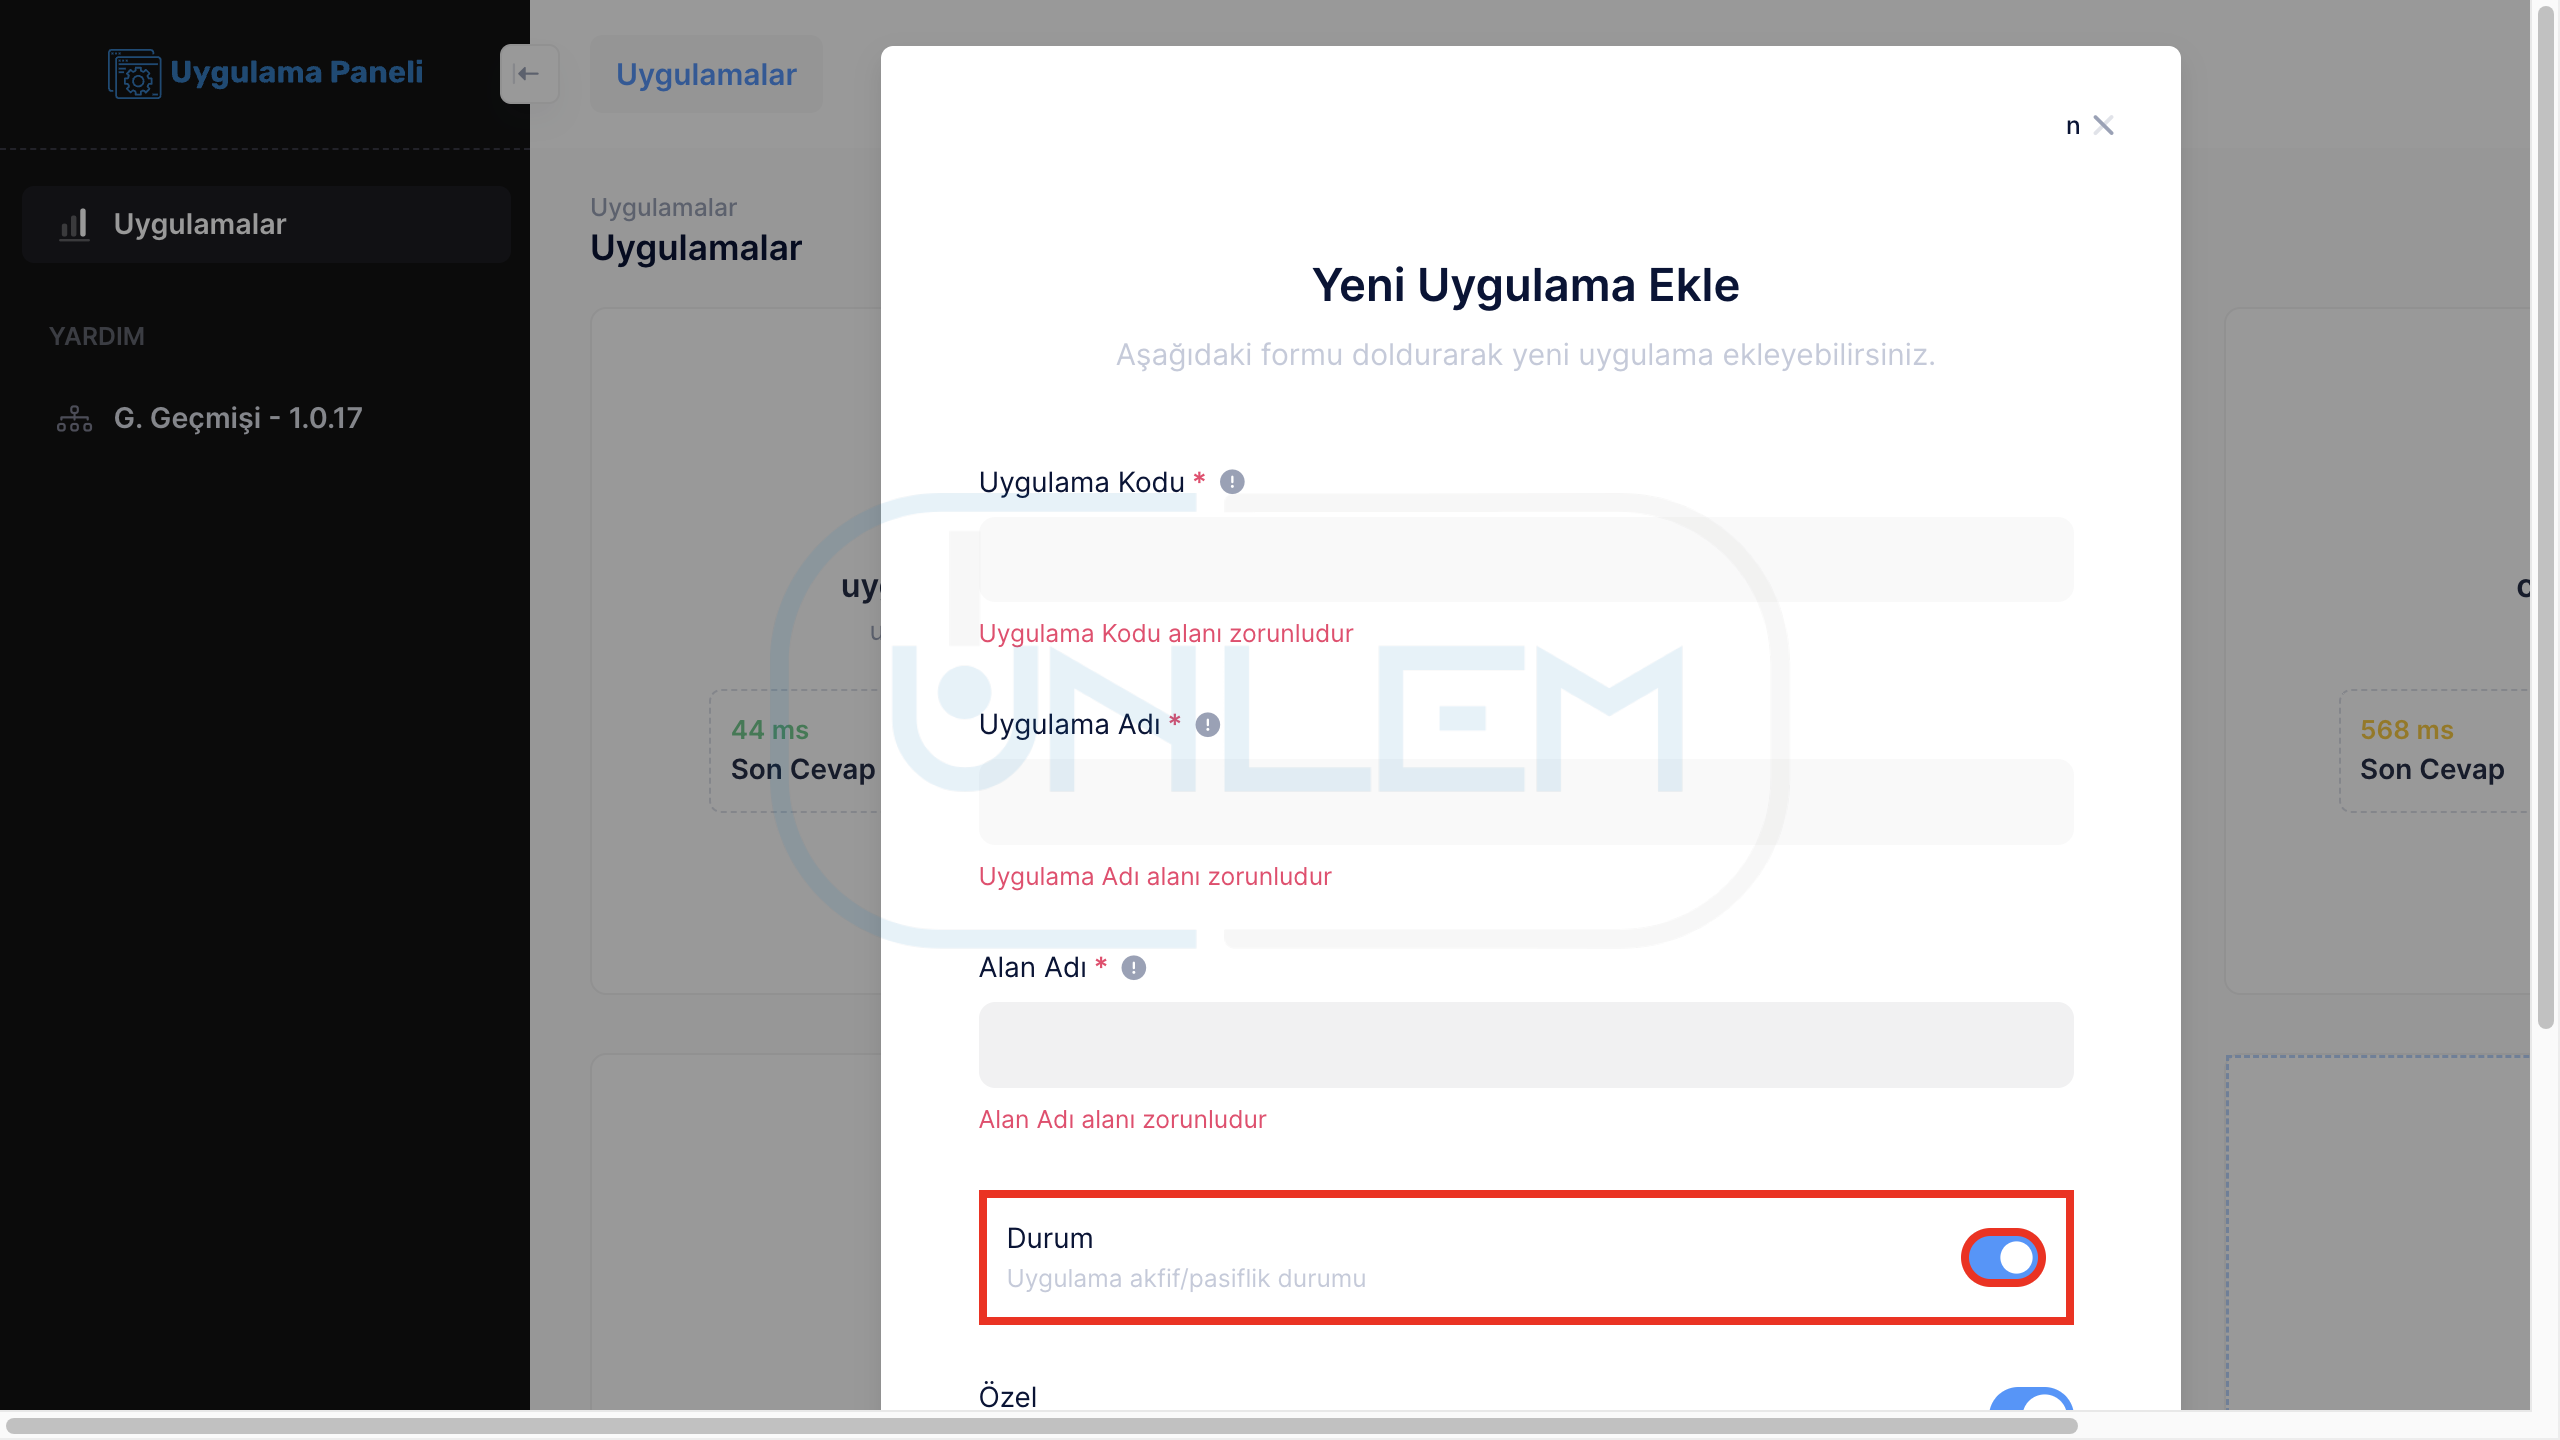 Uygulama Paneli
Uygulamalar
YARDIM
G. Geçmişi - 1.0.17
Uygulamalar
Uygulamalar
Uygulamalar
44 ms
Son Cevap
568 ms
Son Cevap
n
Yeni Uygulama Ekle
Aşağıdaki formu doldurarak yeni uygulama ekleyebilirsiniz.
Uygulama Kodu *
Uygulama Kodu alanı zorunludur
Uygulama Adı *
Uygulama Adı alanı zorunludur
Alan Adı *
Alan Adı alanı zorunludur
Durum
Uygulama akfif/pasiflik durumu
Özel
UNLEM